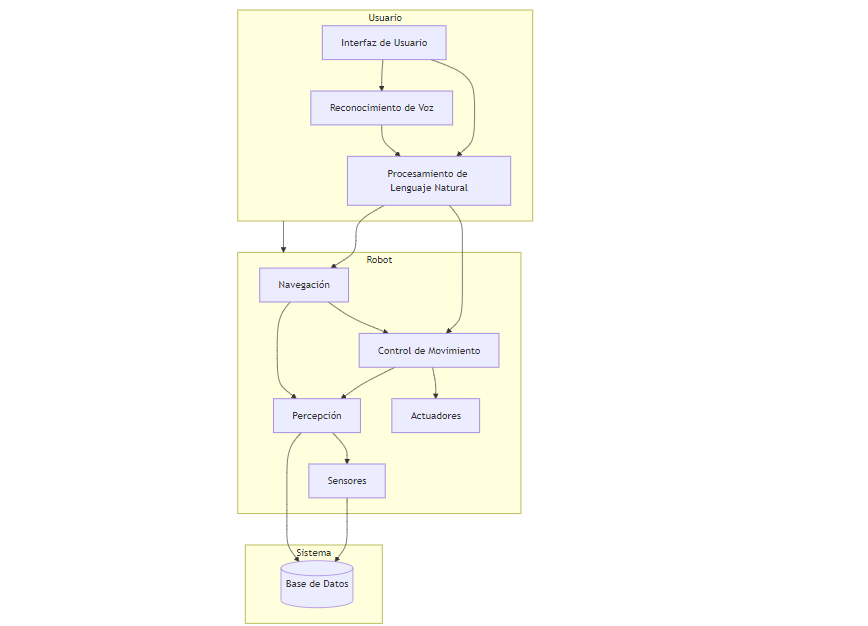 Usuario
Interfaz de Usuario
Reconocimiento de Voz
Procesamiento de
Lenguaje Natural
Robot
Navegación
Control de Movimiento
Percepción
Actuadores
Sensores
Sistema
Base de Datos